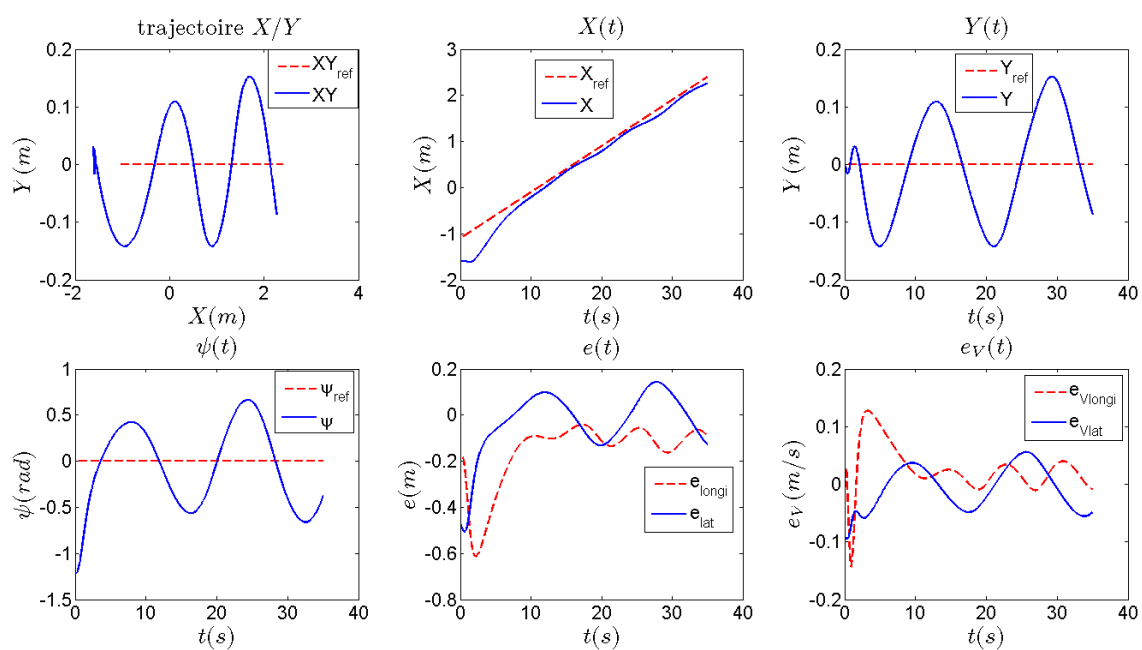 trajectoire X/Y
0.2
0.1
0
-0.1
0.2
-2
0
2
4
Y(m)
X(m)
XY_ref
XY
X(t)
3
2
1
0
-1
2
0
10
20
30
40
X(m)
t(s)
X_ref
X
Y(t)
0.2
0.1
0
-0.1
0.2
0
10
20
30
40
Y(m)
t(s)
Y_ref
Y
ψ(t)
1
0.5
0
-0.5
-1
-1.5
0
10
20
30
40
ψ(rad)
t(s)
ψ_ref
ψ
e(t)
0.2
0
-0.2
-0.4
-0.6
-0.8
0
10
20
30
40
e(m)
t(s)
e_longi
e_lat
e_V(t)
0.2
0.1
0
-0.1
0.2
0
10
20
30
40
e_V(m/s)
t(s)
e_Vlongi
e_Vlat